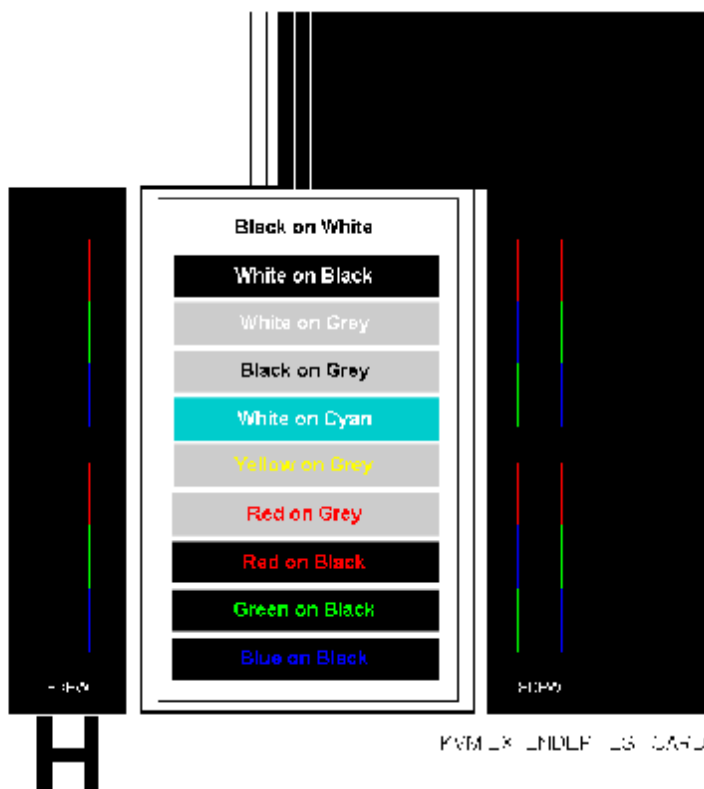 Black on White
White on Black
White on Grey
Black on Grey
White on Cyan
Yellow on Grey
Red on Grey
Red on Black
Green on Black
Blue on Black
H